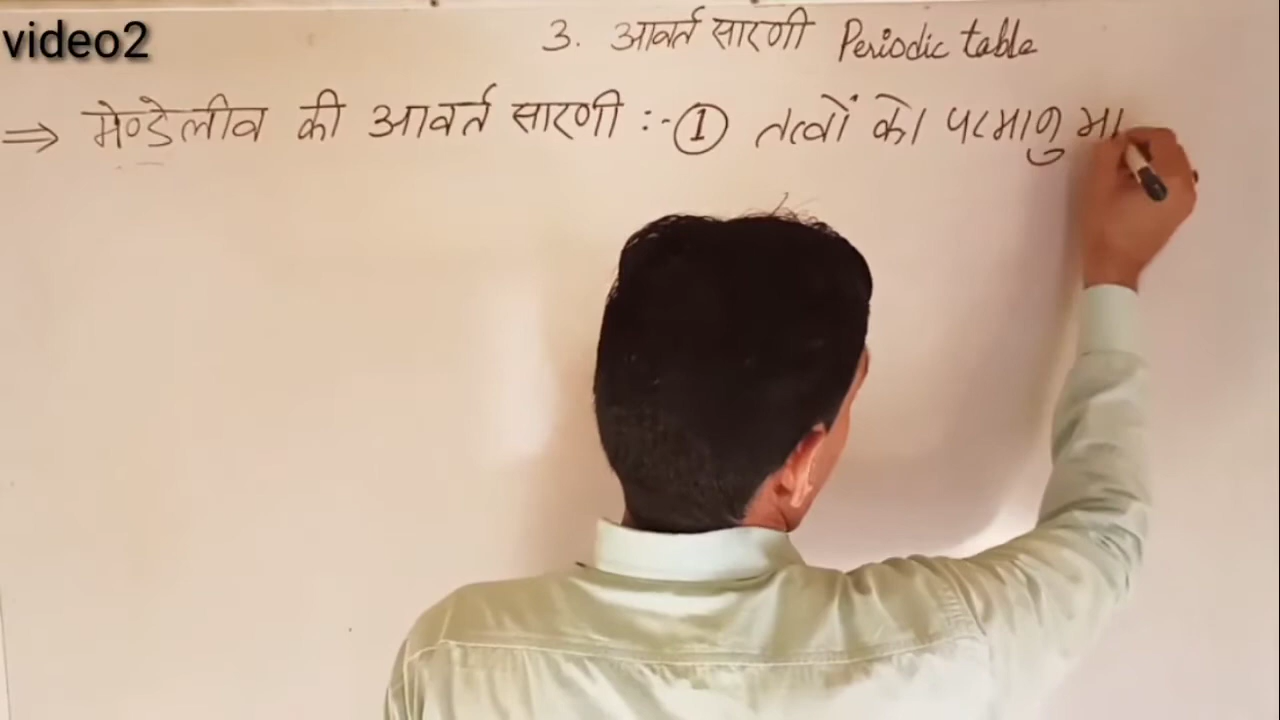 video2
3. आवर्त सारणी Periodic table
⇒ मेण्डेलीव की आवर्त सारणी :- ① तत्वों को परमाणु मा